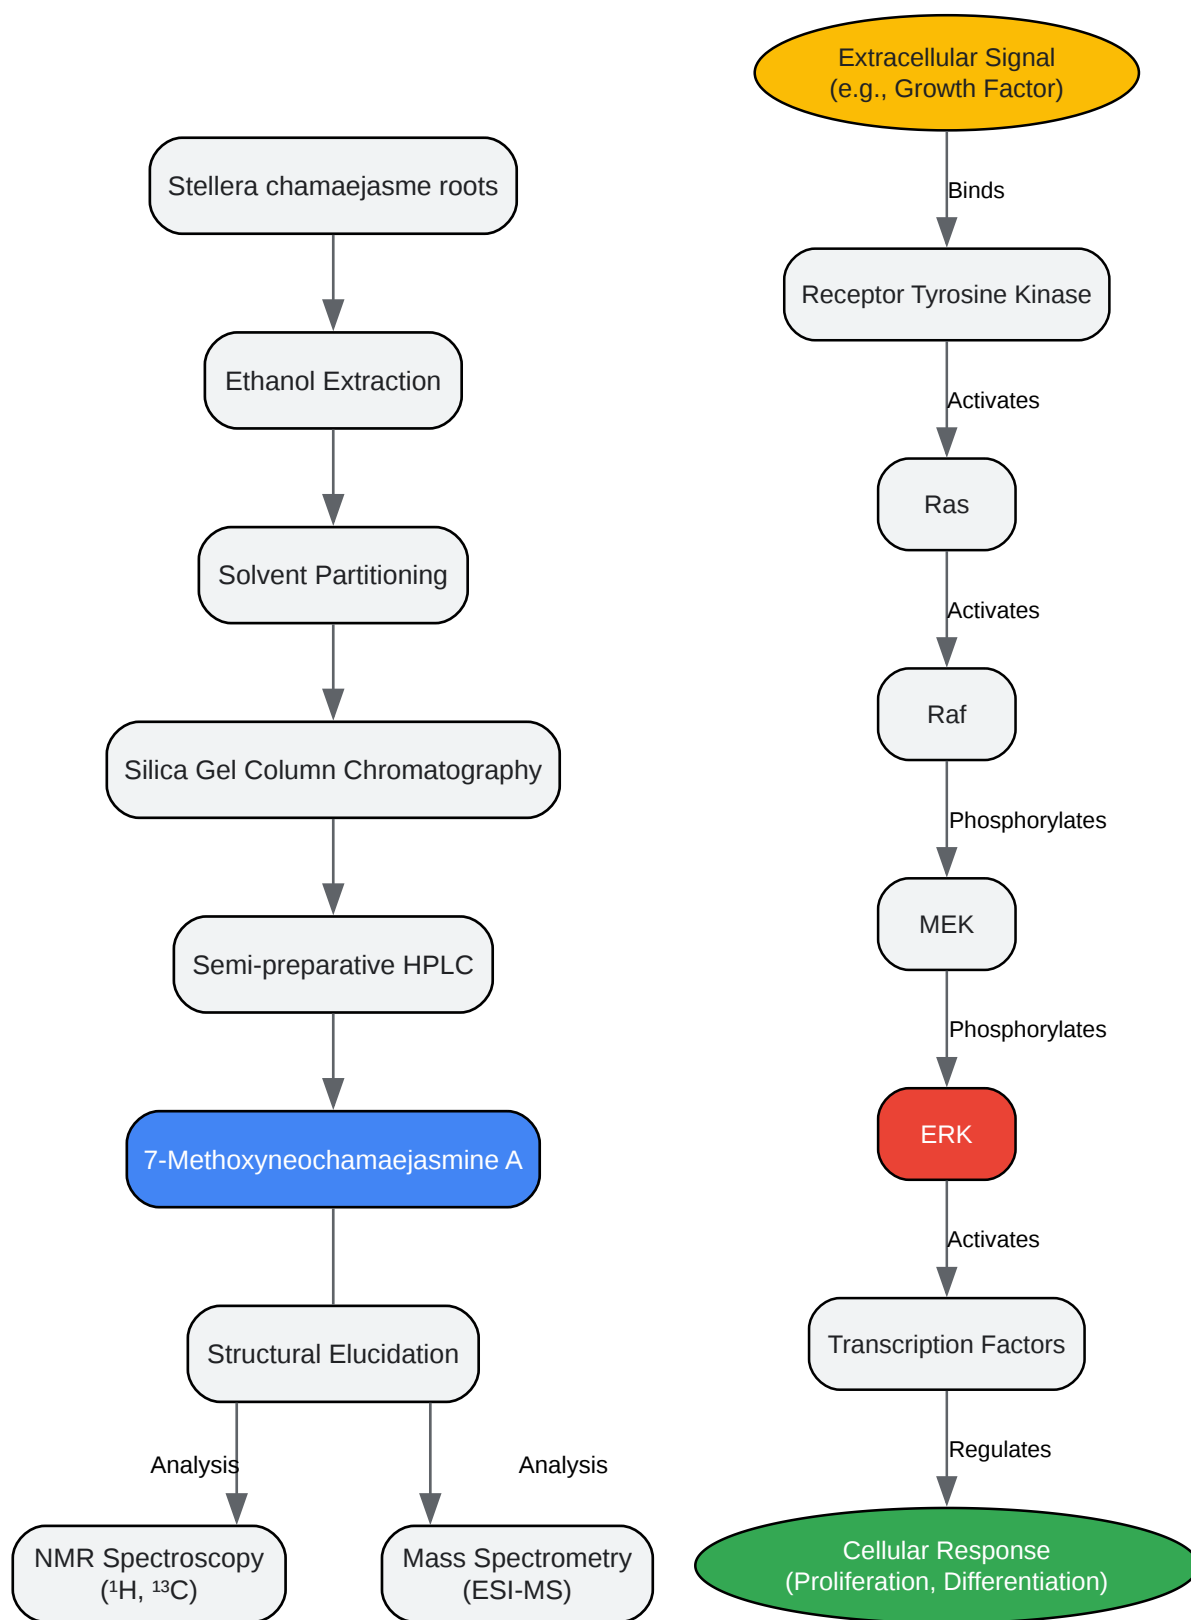 Stellera chamaejasme roots
Ethanol Extraction
Solvent Partitioning
Silica Gel Column Chromatography
Semi-preparative HPLC
7-Methoxyneochamaejasmine A
Structural Elucidation
Analysis
Analysis
NMR Spectroscopy
(¹H, ¹³C)
Mass Spectrometry
(ESI-MS)
Extracellular Signal
(e.g., Growth Factor)
Binds
Receptor Tyrosine Kinase
Activates
Ras
Activates
Raf
Phosphorylates
MEK
Phosphorylates
ERK
Activates
Transcription Factors
Regulates
Cellular Response
(Proliferation, Differentiation)